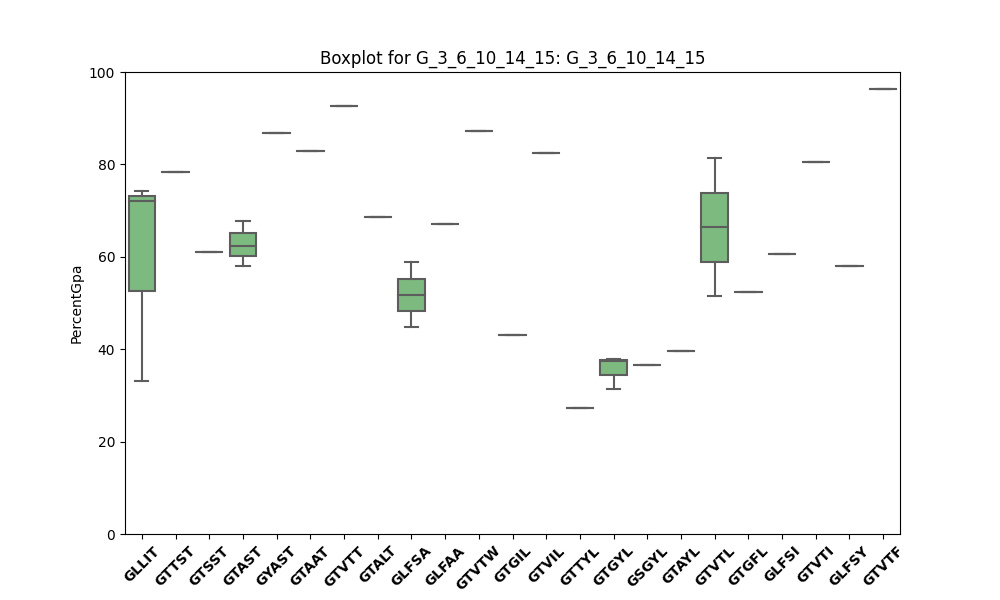 Boxplot for G_3_6_10_14_15: G_3_6_10_14_15
PercentGpa
100
80
60
40
20
0
GLLIT GTTST GTSST GTAST GYAST GTAAT GTVTT GTALT GLFSA GLFAA GTVTW GTGIL GTVIL GTTYL GTGYL GSGYL GTAYL GTVTL GTGFL GLFSI GTVTI GLFSY GTVTF